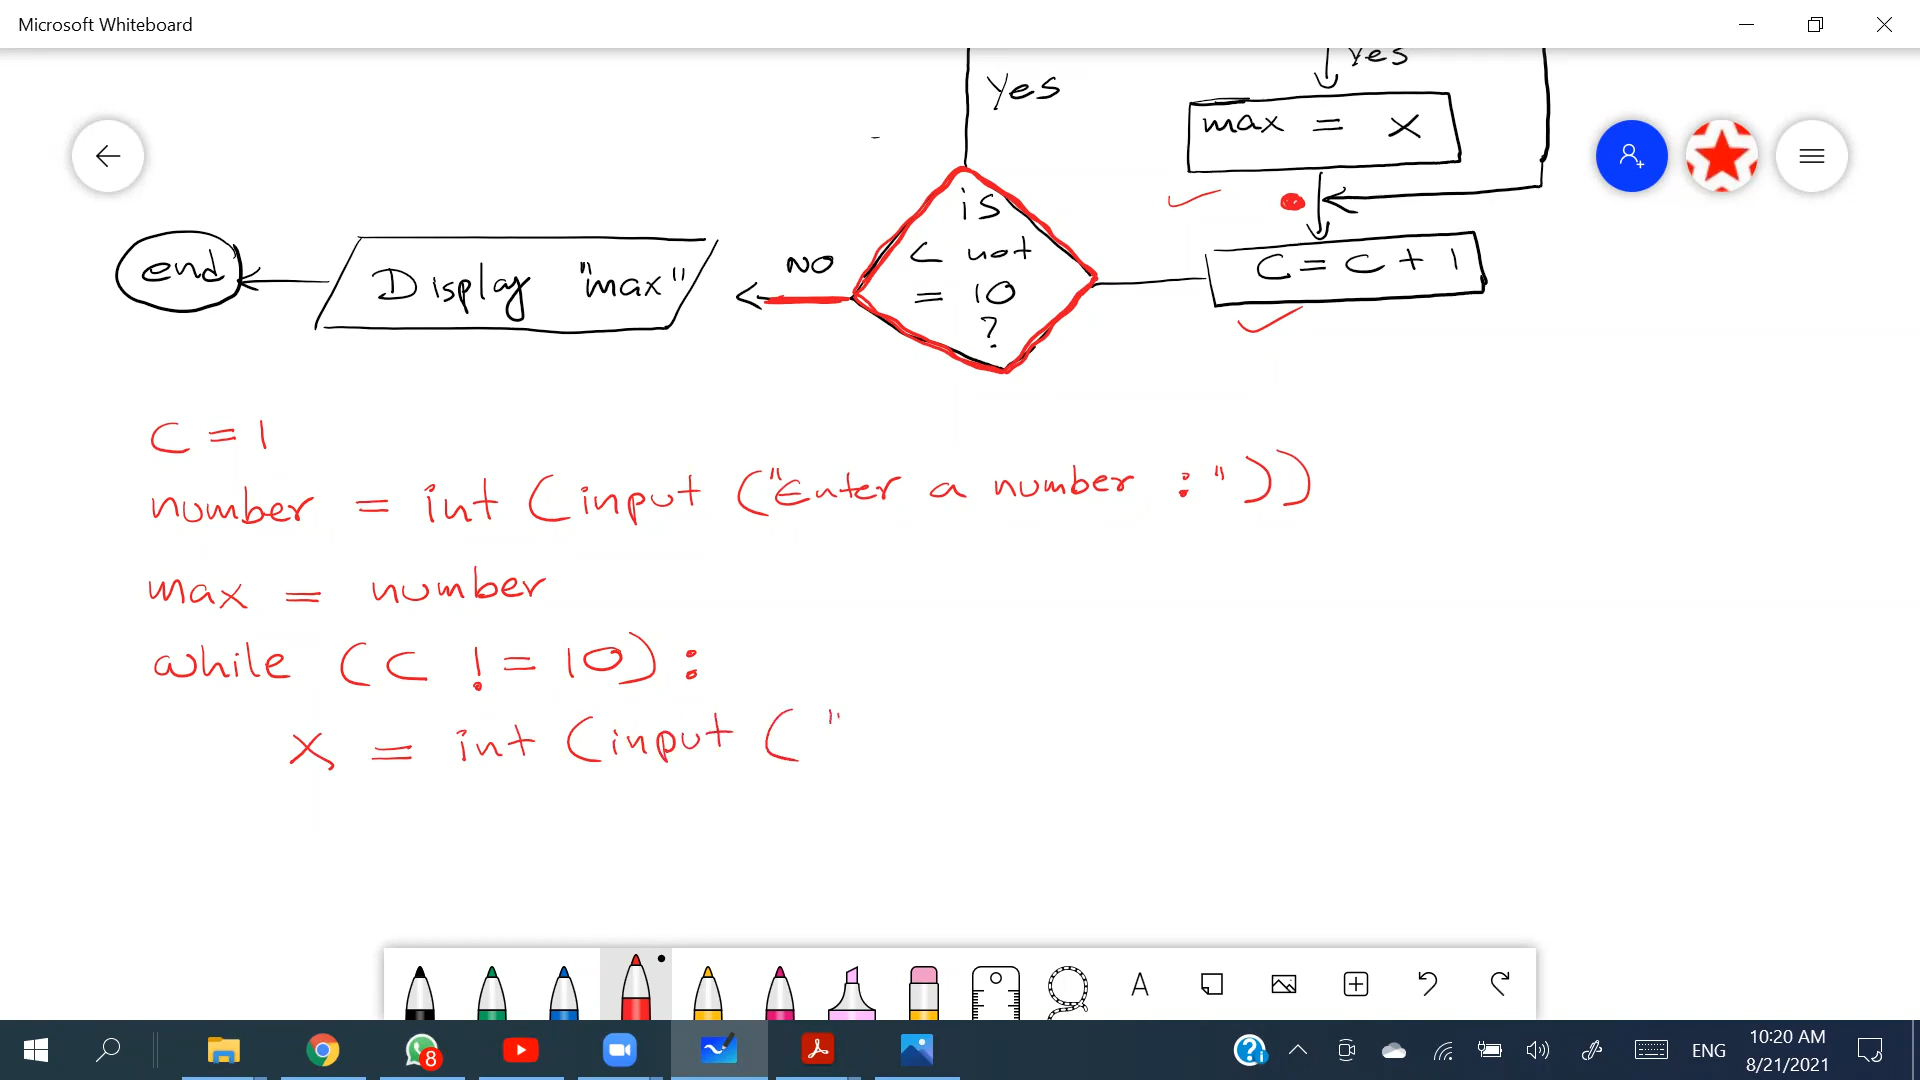 Microsoft Whiteboard
Yes
Yes
max = x
is
C not
= 10
?
NO
C = C + 1
Display "max"
end
C = 1
number = int (input ("Enter a number : "))
max = number
while (C != 10) :
X = int (input ( "
A
8
ENG
10:20 AM
8/21/2021